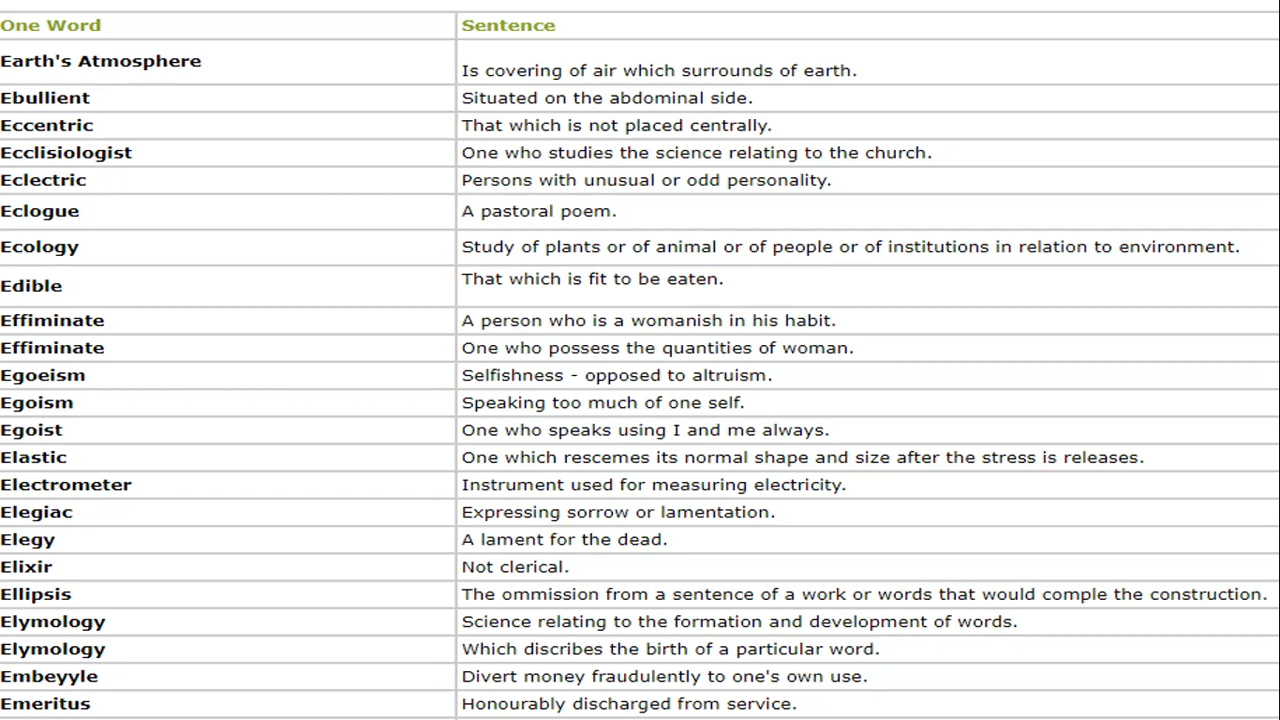 One Word Sentence
Earth's Atmosphere Is covering of air which surrounds of earth.
Ebullient Situated on the abdominal side.
Eccentric That which is not placed centrally.
Ecclisiologist One who studies the science relating to the church.
Eclectric Persons with unusual or odd personality.
Eclogue A pastoral poem.
Ecology Study of plants or of animal or of people or of institutions in relation to environment.
Edible That which is fit to be eaten.
Effiminate A person who is a womanish in his habit.
Effiminate One who possess the quantities of woman.
Egoeism Selfishness - opposed to altruism.
Egoism Speaking too much of one self.
Egoist One who speaks using I and me always.
Elastic One which rescemes its normal shape and size after the stress is releases.
Electrometer Instrument used for measuring electricity.
Elegiac Expressing sorrow or lamentation.
Elegy A lament for the dead.
Elixir Not clerical.
Ellipsis The ommission from a sentence of a work or words that would comple the construction.
Elymology Science relating to the formation and development of words.
Elymology Which discribes the birth of a particular word.
Embeyyle Divert money fraudulently to one's own use.
Emeritus Honourably discharged from service.